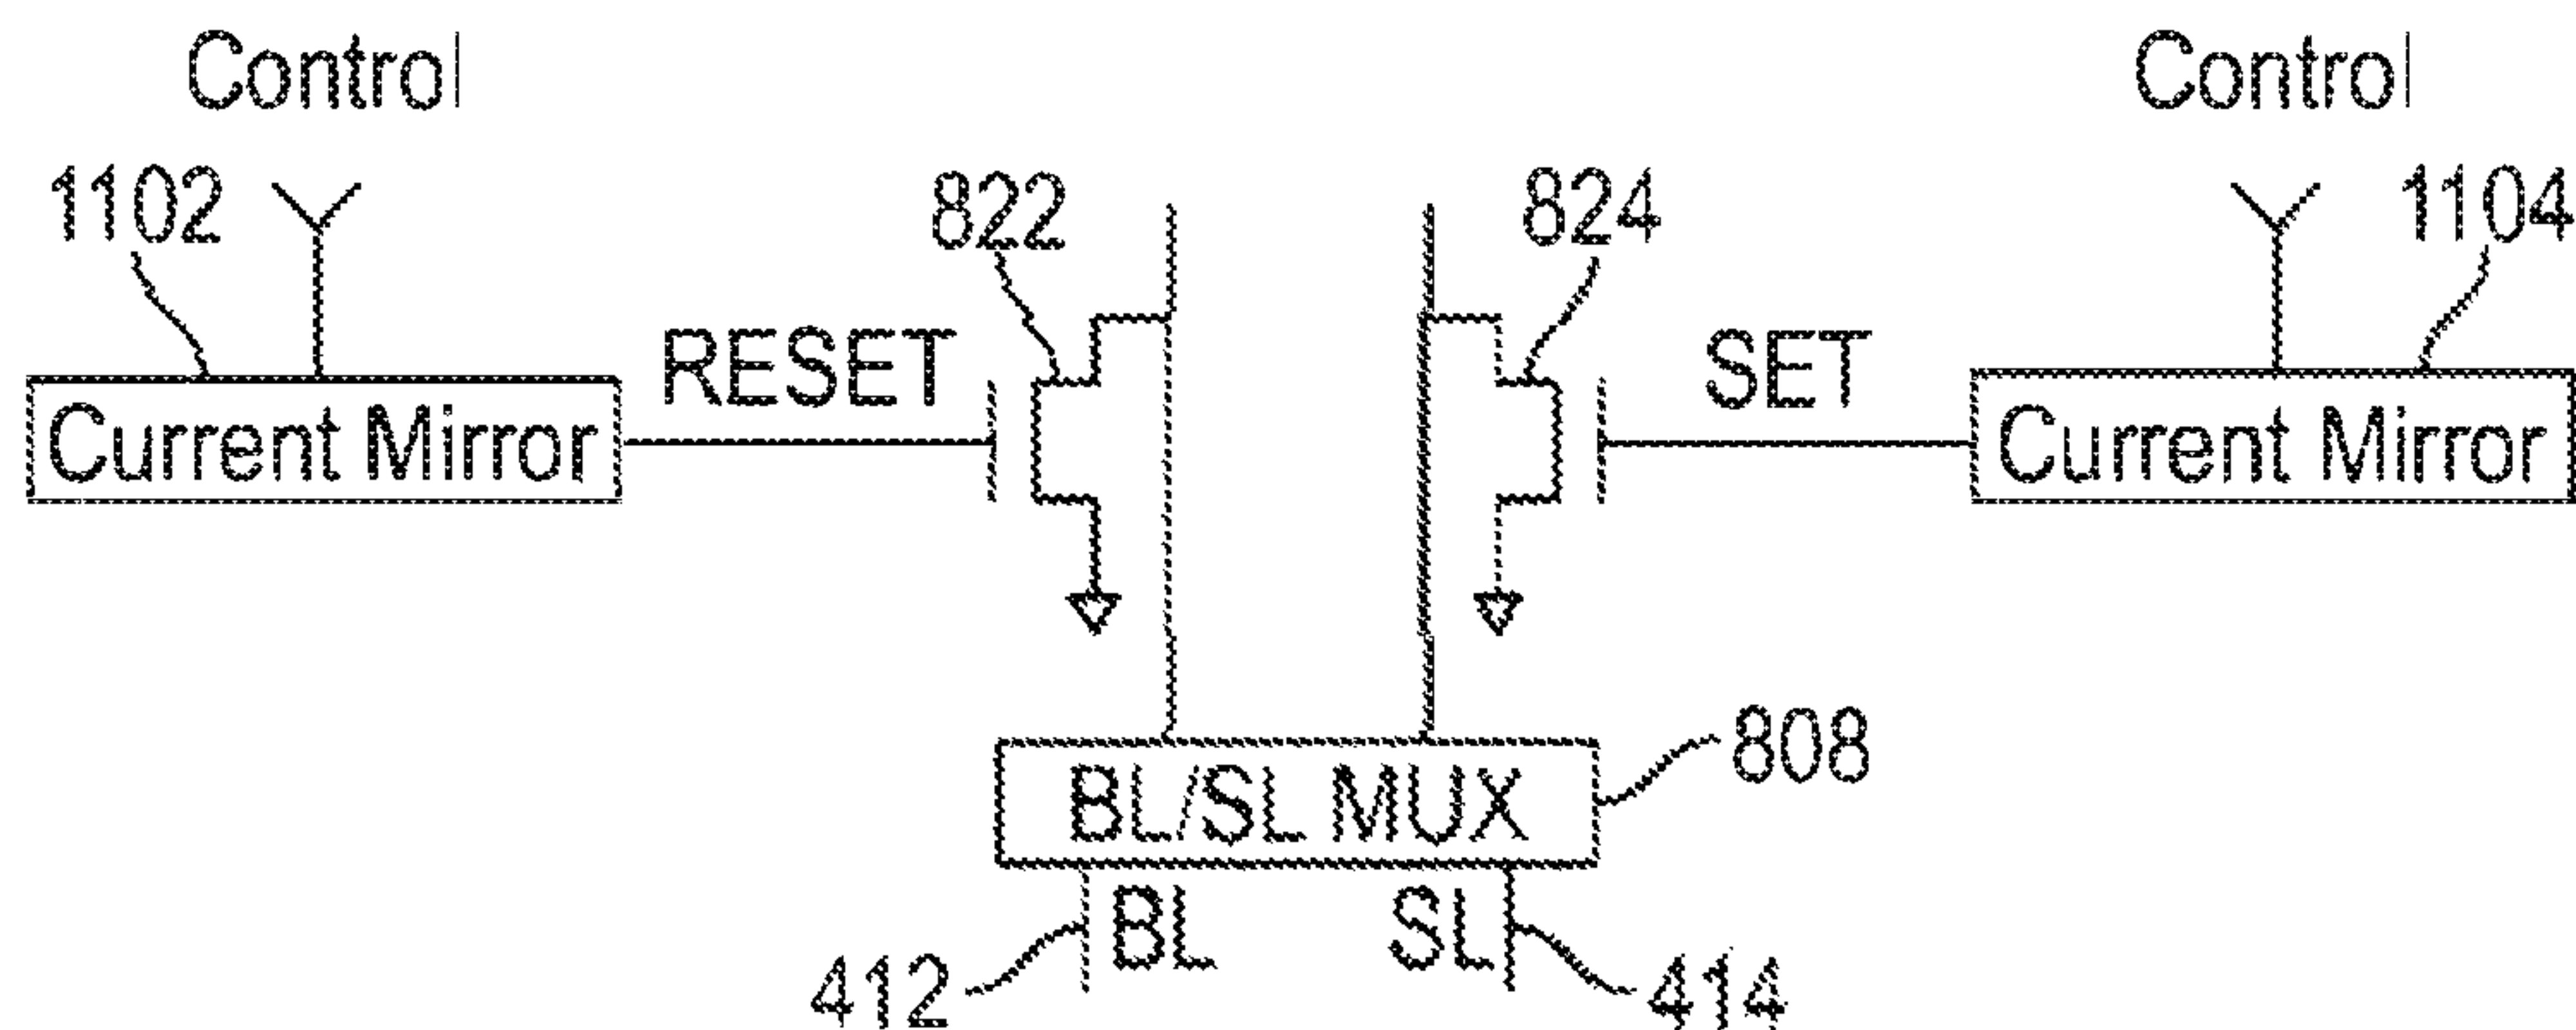 Control
Control
1102
822
824
1104
RESET
SET
Current Mirror
Current Mirror
808
BL/SL MUX
BL
SL
412
414